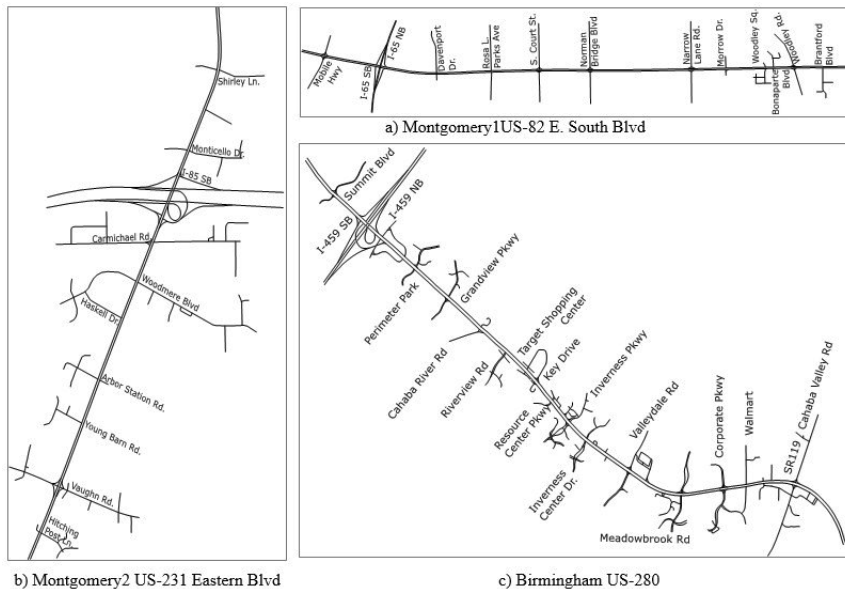 Mobile
Hwy
I-65 SB
I-65 NB
Davenport
Dr.
Rosa L.
Parks Ave
S. Court St.
Norman
Bridge Blvd
Narrow
Lane Rd.
Morrow Dr.
Woodley Sq.
Bonaparte
Blvd
Woodley Rd.
Brantford
Blvd
a) Montgomery1US-82 E. South Blvd
Shirley Ln.
Monticello Dr.
I-85 SB
Carmichael Rd.
Woodmere Blvd
Haskell Dr.
Arbor Station Rd.
Young Barn Rd.
Vaughn Rd.
Hitching
Post Ln.
b) Montgomery2 US-231 Eastern Blvd
Summit Blvd
I-459 SB
I-459 NB
Perimeter Park
Grandview Pkwy
Cahaba River Rd
Riverview Rd
Target Shopping
Center
Key Drive
Resource
Center Pkwy
Inverness Pkwy
Inverness
Center Dr.
Valleydale Rd
Meadowbrook Rd
Corporate Pkwy
Walmart
SR119 / Cahaba Valley Rd
c) Birmingham US-280